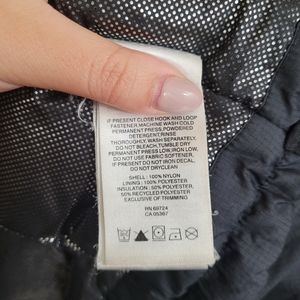 IF PRESENT CLOSE HOOK AND LOOP
FASTENER, MACHINE WASH COLD
PERMANENT PRESS, POWDERED
DETERGENT, RINSE
THOROUGHLY, WASH SEPARATELY,
DO NOT BLEACH, TUMBLE DRY
PERMANENT PRESS LOW, IRON LOW,
DO NOT USE FABRIC SOFTENER,
IF PRESENT DO NOT IRON DECAL,
DO NOT DRYCLEAN
SHELL : 100% NYLON
LINING : 100% POLYESTER
INSULATION : 50% POLYESTER,
50% RECYCLED POLYESTER
EXCLUSIVE OF TRIMMING
RN 69724
CA 05367